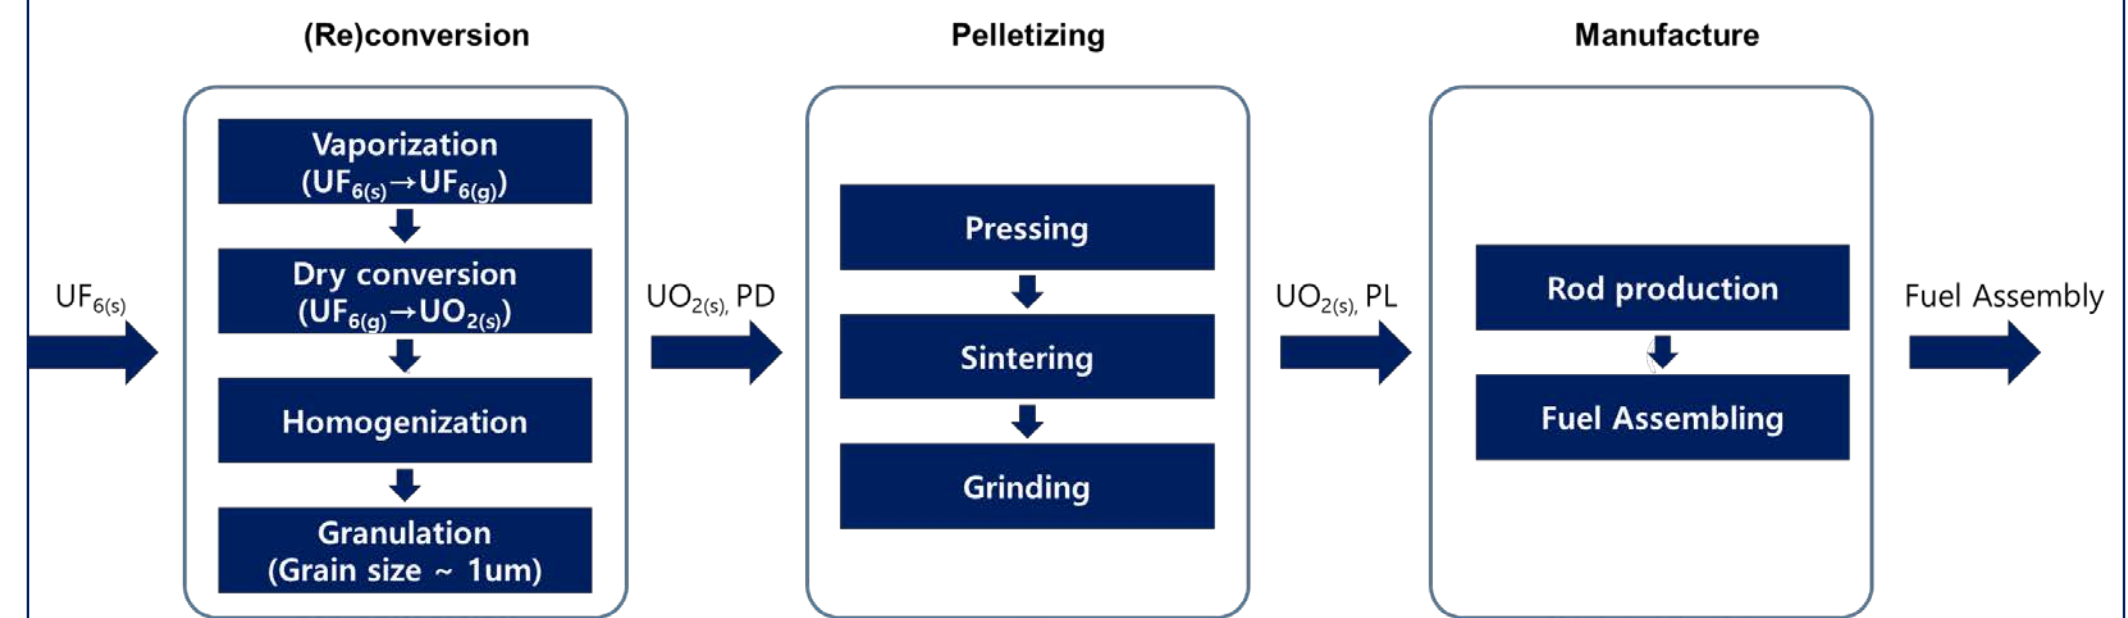 (Re)conversion
Pelletizing
Manufacture
UF6(s)
Vaporization
(UF6(s)→UF6(g))
Dry conversion
(UF6(g)→UO2(s))
Homogenization
Granulation
(Grain size ~ 1um)
UO2(s), PD
Pressing
Sintering
Grinding
UO2(s), PL
Rod production
Fuel Assembling
Fuel Assembly